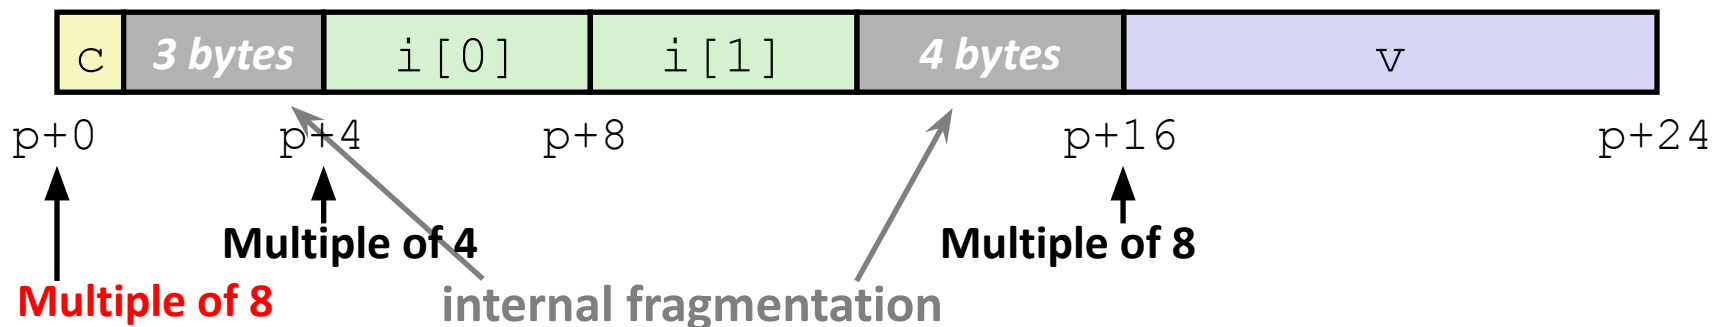 c 3 bytes i[0] i[1] 4 bytes v
p+0 p+4 p+8 p+16 p+24
Multiple of 4 Multiple of 8
Multiple of 8 internal fragmentation